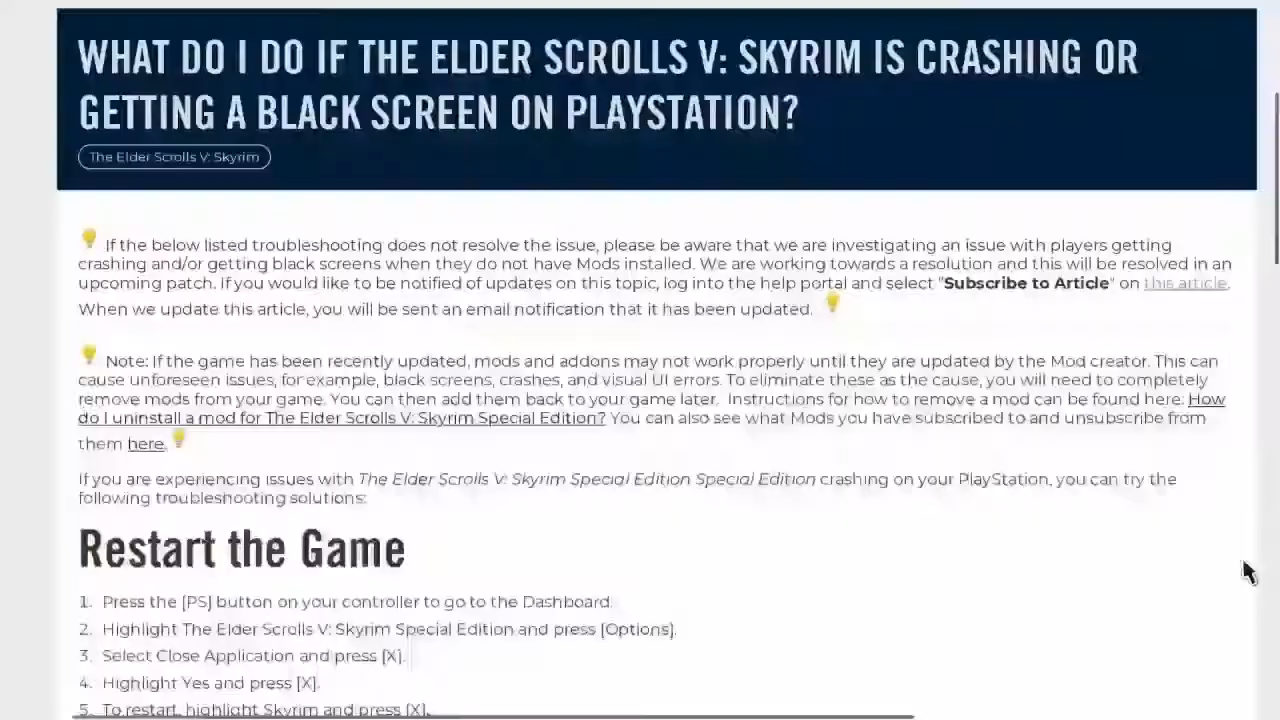 WHAT DO I DO IF THE ELDER SCROLLS V: SKYRIM IS CRASHING OR
GETTING A BLACK SCREEN ON PLAYSTATION?
The Elder Scrolls V: Skyrim
If the below listed troubleshooting does not resolve the issue, please be aware that we are investigating an issue with players getting
crashing and/or getting black screens when they do not have Mods installed. We are working towards a resolution and this will be resolved in an
upcoming patch. If you would like to be notified of updates on this topic, log into the help portal and select "Subscribe to Article" on this article.
When we update this article, you will be sent an email notification that it has been updated.
Note: If the game has been recently updated, mods and addons may not work properly until they are updated by the Mod creator. This can
cause unforeseen issues, for example, black screens, crashes, and visual UI errors. To eliminate these as the cause, you will need to completely
remove mods from your game. You can then add them back to your game later. Instructions for how to remove a mod can be found here: How
do I uninstall a mod for The Elder Scrolls V: Skyrim Special Edition? You can also see what Mods you have subscribed to and unsubscribe from
them here.
If you are experiencing issues with The Elder Scrolls V: Skyrim Special Edition Special Edition crashing on your PlayStation, you can try the
following troubleshooting solutions:
Restart the Game
1. Press the [PS] button on your controller to go to the Dashboard.
2. Highlight The Elder Scrolls V: Skyrim Special Edition and press [Options].
3. Select Close Application and press [X].
4. Highlight Yes and press [X].
5. To restart, highlight Skyrim and press [X].